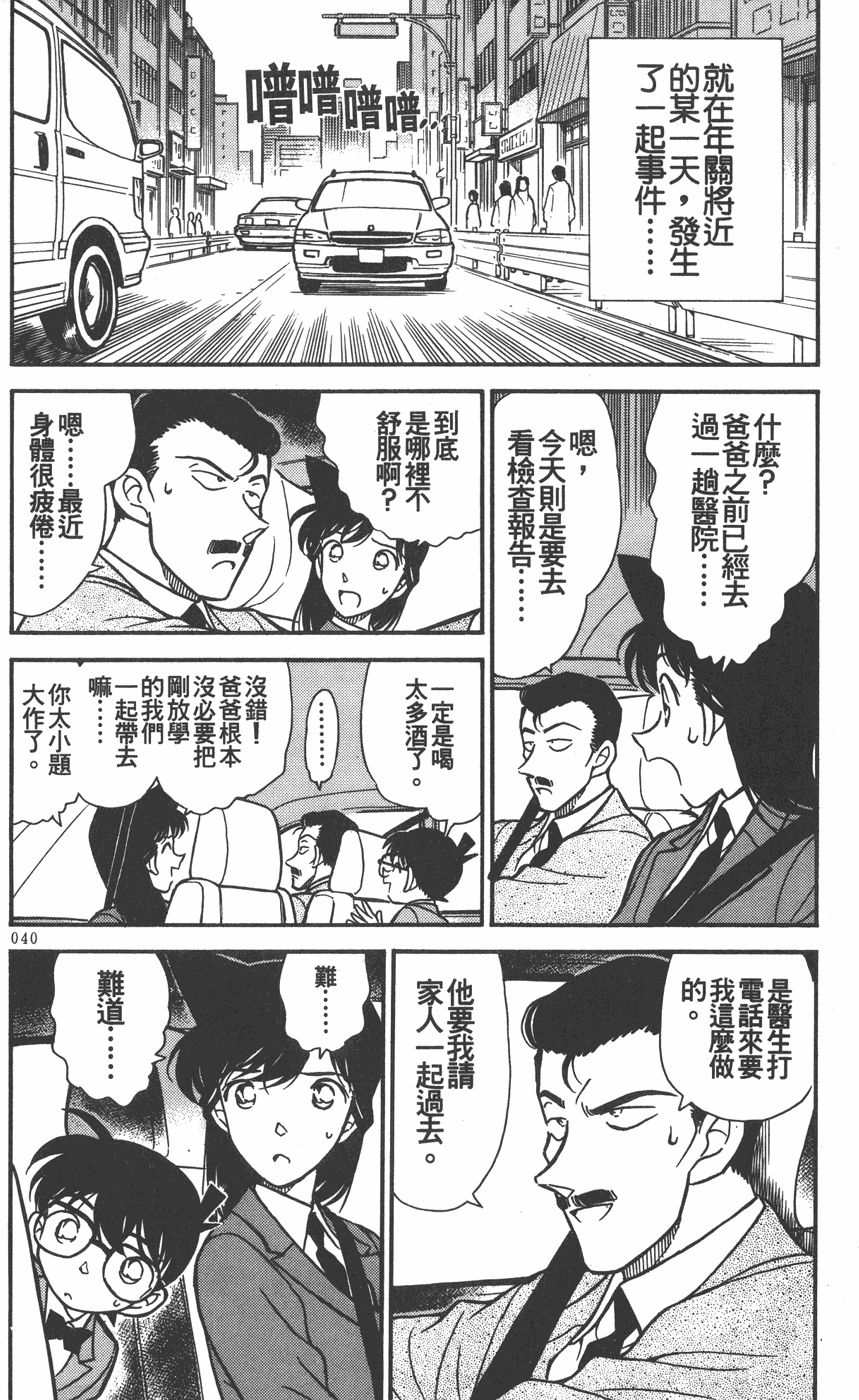 就在年關將近
的某一天，發生
了一起事件……
噜噜噜噜…
什麼？
爸爸之前已經去
過一趟醫院……
嗯，
今天則是要去
看檢查報告……
到底
是哪裡不
舒服啊？
嗯……最近
身體很疲倦……
一定是喝
太多酒了。
……
沒錯！
爸爸根本
沒必要把
剛放學
的我們
一起帶去
嘛……
你太小題
大作了。
040
是醫生打
電話來要
我這麼做
的。
他要我請
家人一起過去。
難……
難道……